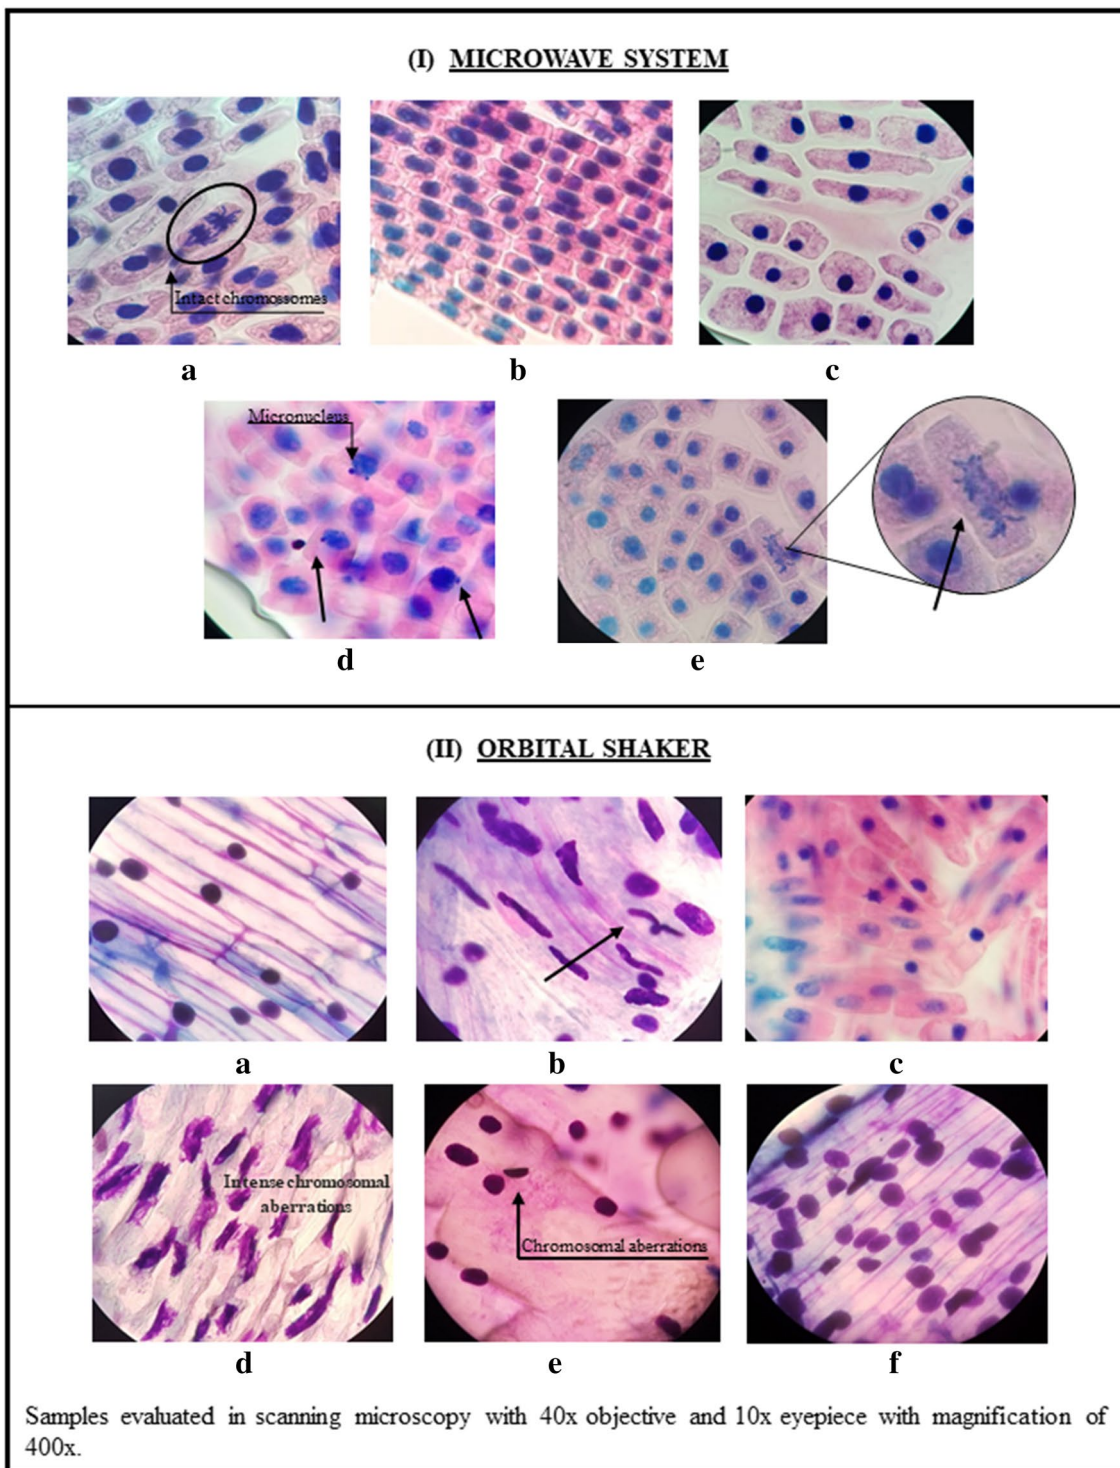 (I) MICROWAVE SYSTEM
Intact chromossomes
a
b
c
Micronucleus
d
e
(II) ORBITAL SHAKER
a
b
c
Intense chromosomal
aberrations
Chromosomal aberrations
d
e
f
Samples evaluated in scanning microscopy with 40x objective and 10x eyepiece with magnification of
400x.